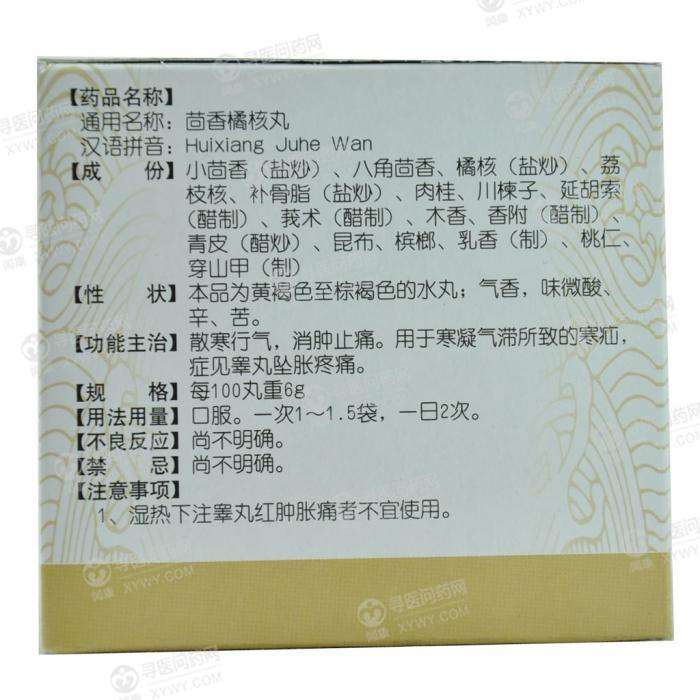 【药品名称】
通用名称：茴香橘核丸
汉语拼音：Huixiang Juhe Wan
【成 份】小茴香（盐炒）、八角茴香、橘核（盐炒）、荔
枝核、补骨脂（盐炒）、肉桂、川楝子、延胡索
（醋制）、莪术（醋制）、木香、香附（醋制）、
青皮（醋炒）、昆布、槟榔、乳香（制）、桃仁、
穿山甲（制）
【性 状】本品为黄褐色至棕褐色的水丸；气香，味微酸、
辛、苦。
【功能主治】散寒行气，消肿止痛。用于寒凝气滞所致的寒疝，
症见睾丸坠胀疼痛。
【规 格】每100丸重6g
【用法用量】口服。一次1～1.5袋，一日2次。
【不良反应】尚不明确。
【禁 忌】尚不明确。
【注意事项】
1、湿热下注睾丸红肿胀痛者不宜使用。
寻医问药网
XYWY.COM
闻康